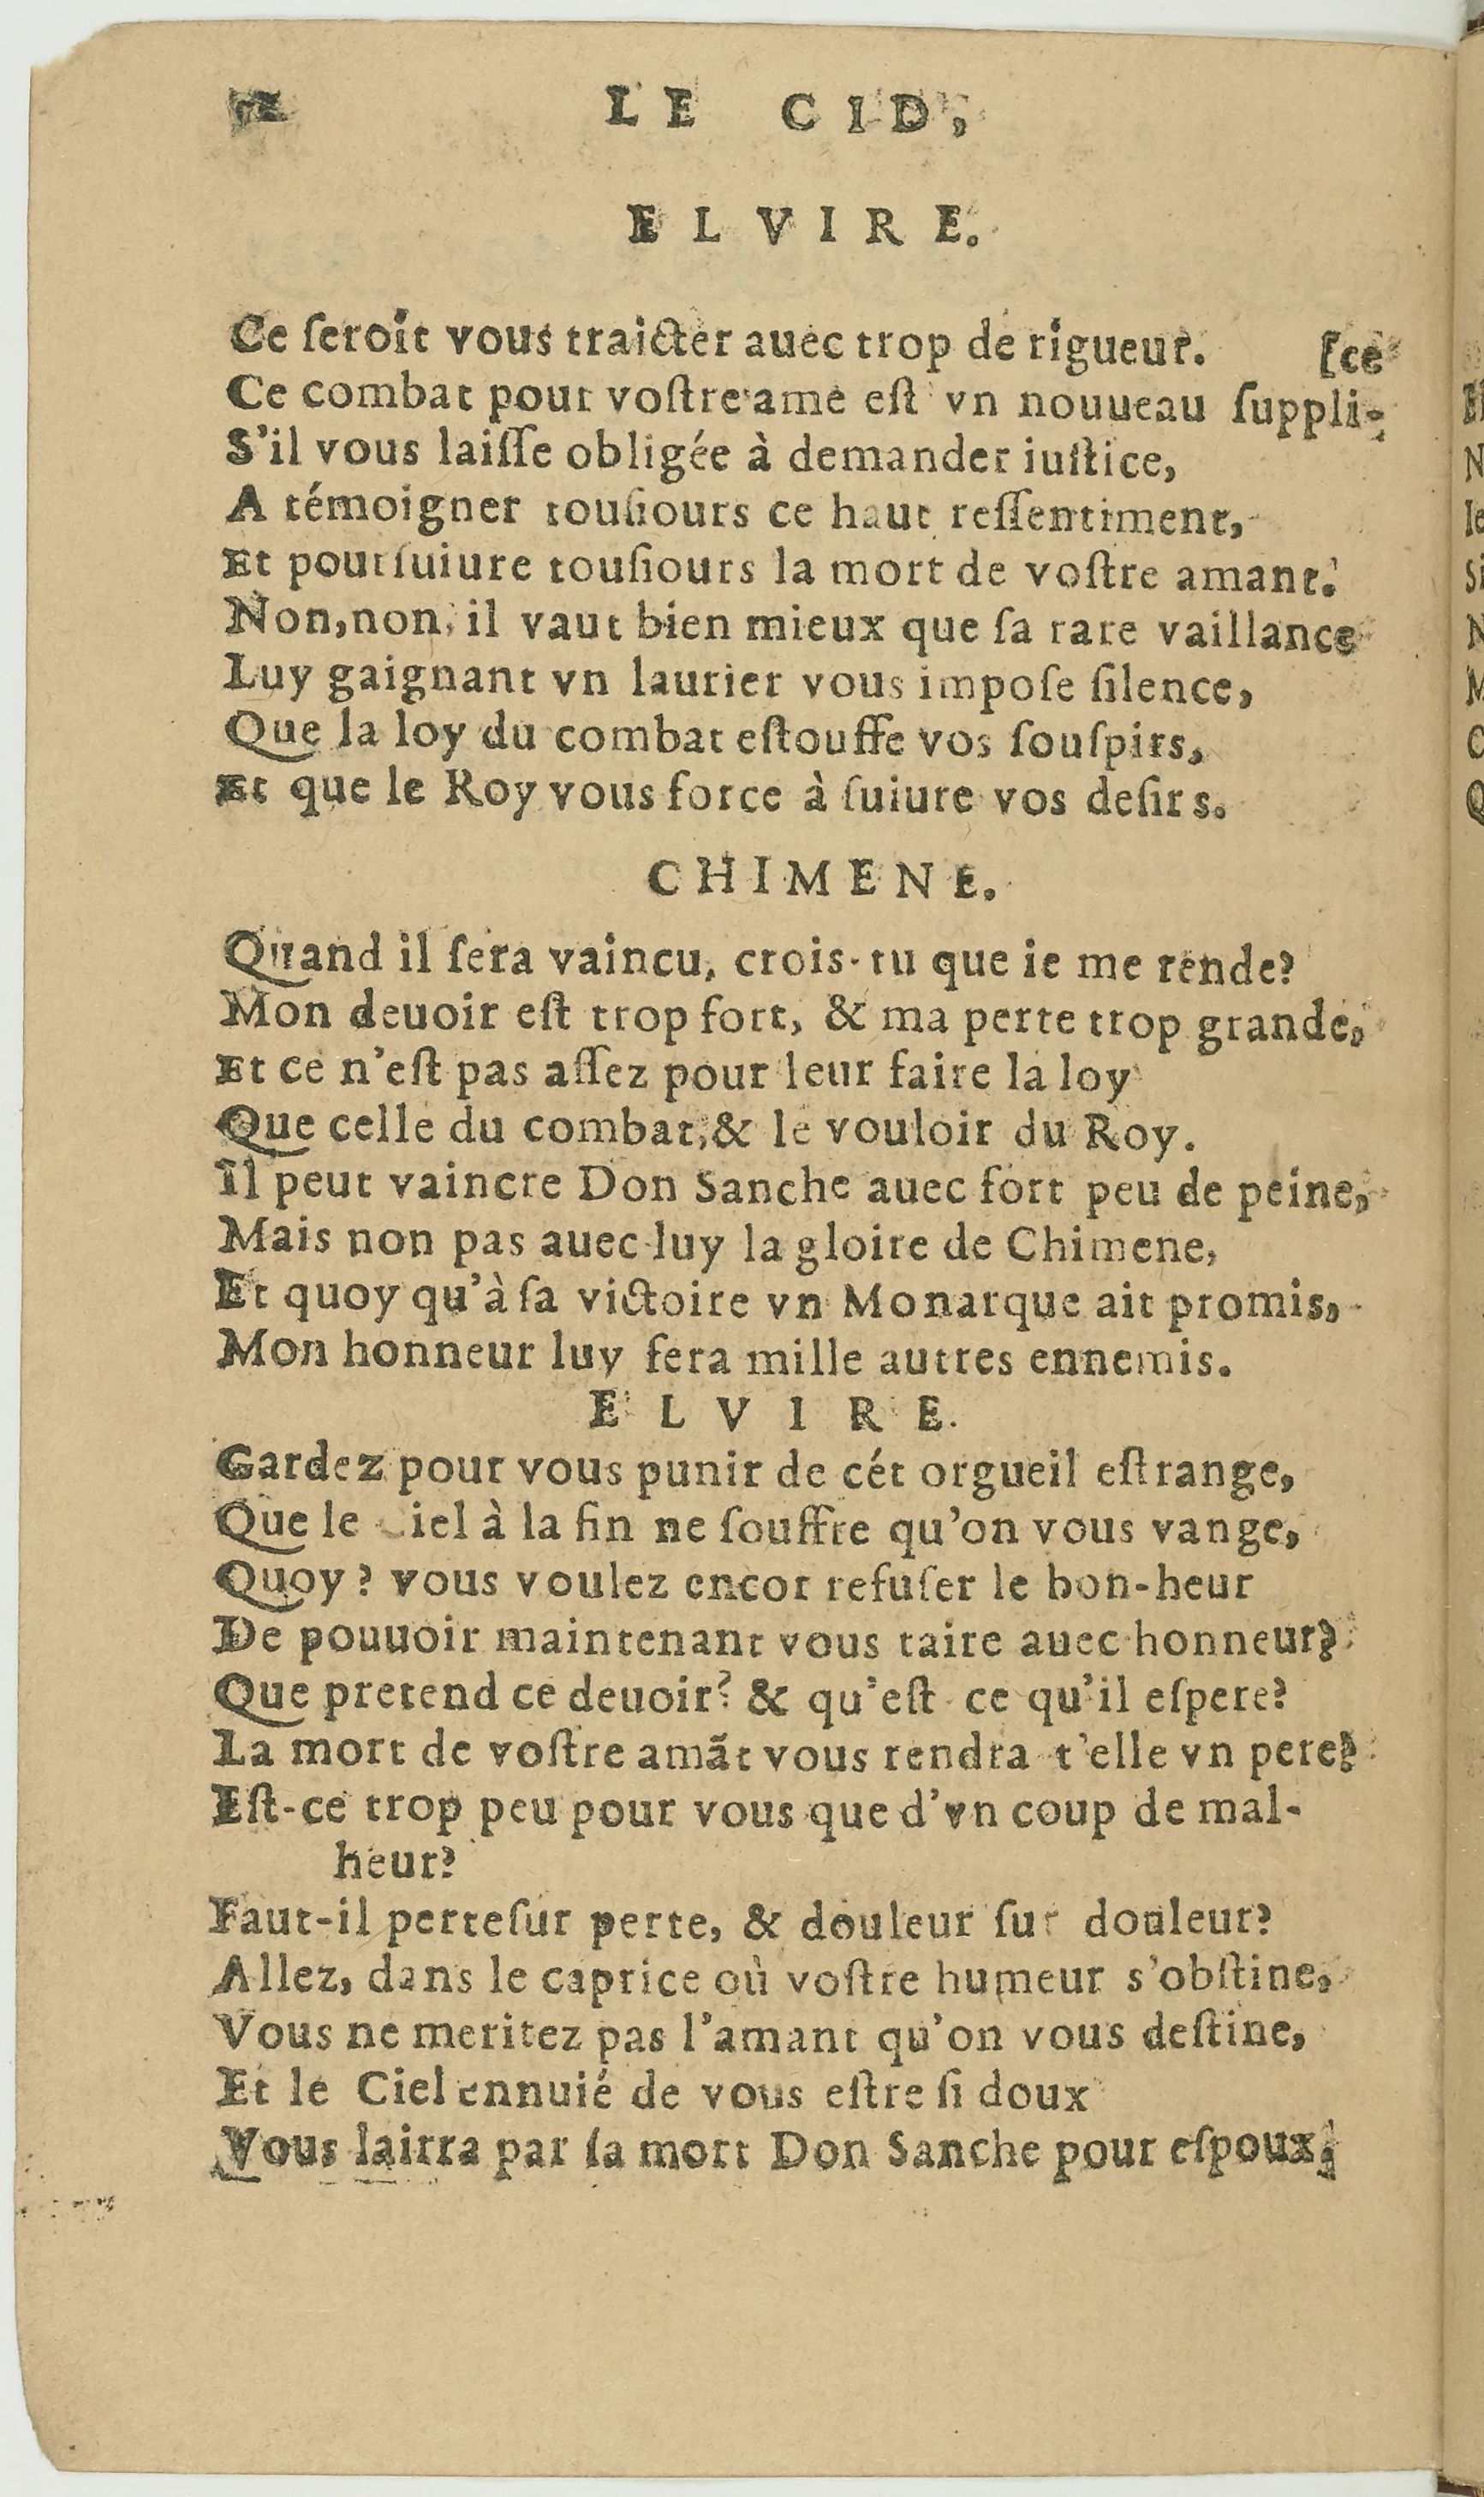 LE CID,
ELVIRE.
Ce ſeroit vous traicter auec trop de rigueur. [ce
Ce combat pour voſtre ame eſt vn nouueau ſuppli-
S'il vous laiſſe obligée à demander iuſtice,
A témoigner touſiours ce haut reſſentiment,
Et pourſuiure touſiours la mort de voſtre amant.
Non, non, il vaut bien mieux que ſa rare vaillance
Luy gaignant vn laurier vous impoſe ſilence,
Que la loy du combat eſtouffe vos ſouſpirs,
Et que le Roy vous force à ſuiure vos deſirs.
CHIMENE.
Quand il ſera vaincu, crois-tu que ie me rende?
Mon deuoir eſt trop fort, & ma perte trop grande,
Et ce n'eſt pas aſſez pour leur faire la loy
Que celle du combat, & le vouloir du Roy.
Il peut vaincre Don Sanche auec fort peu de peine,
Mais non pas auec luy la gloire de Chimene,
Et quoy qu'à ſa victoire vn Monarque ait promis,
Mon honneur luy fera mille autres ennemis.
ELVIRE.
Gardez pour vous punir de cét orgueil eſtrange,
Que le Ciel à la fin ne ſouffre qu'on vous vange,
Quoy? vous voulez encor refuſer le bon-heur
De pouuoir maintenant vous taire auec honneur?
Que pretend ce deuoir? & qu'eſt ce qu'il eſpere?
La mort de voſtre amãt vous rendra t'elle vn pere?
Eſt-ce trop peu pour vous que d'vn coup de mal-
heur?
Faut-il perte ſur perte, & douleur ſur douleur?
Allez, dans le caprice où voſtre humeur s'obſtine,
Vous ne meritez pas l'amant qu'on vous deſtine,
Et le Ciel ennuié de vous eſtre ſi doux
Vous lairra par ſa mort Don Sanche pour eſpoux.